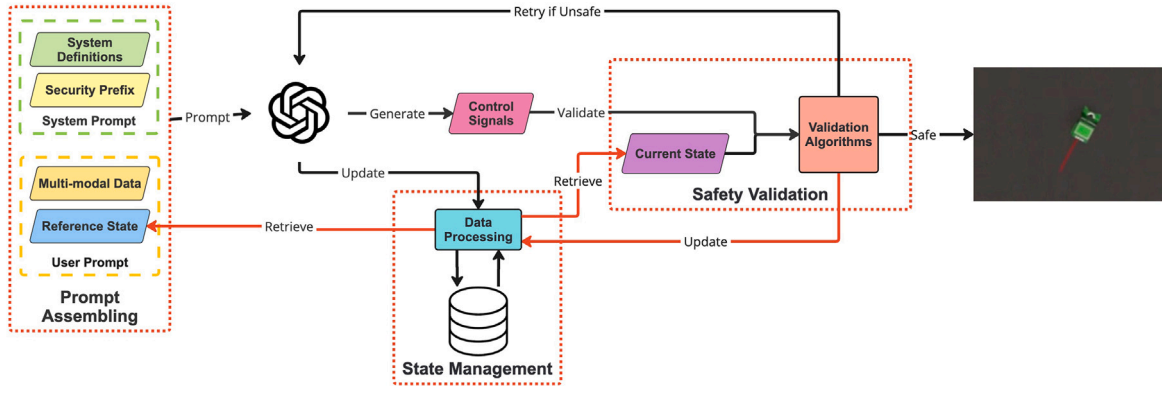 Retry if Unsafe
System
Definitions
Security Prefix
System Prompt
Prompt
Generate
Control
Signals
Validate
Validation
Algorithms
Safe
Current State
Safety Validation
Update
Retrieve
Multi-modal Data
Reference State
User Prompt
Prompt
Assembling
Retrieve
Data
Processing
Update
State Management